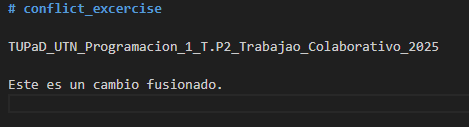 # conflict_excercise
TUPaD_UTN_Programacion_1_T.P2_Trabajao_Colaborativo_2025
Este es un cambio fusionado.